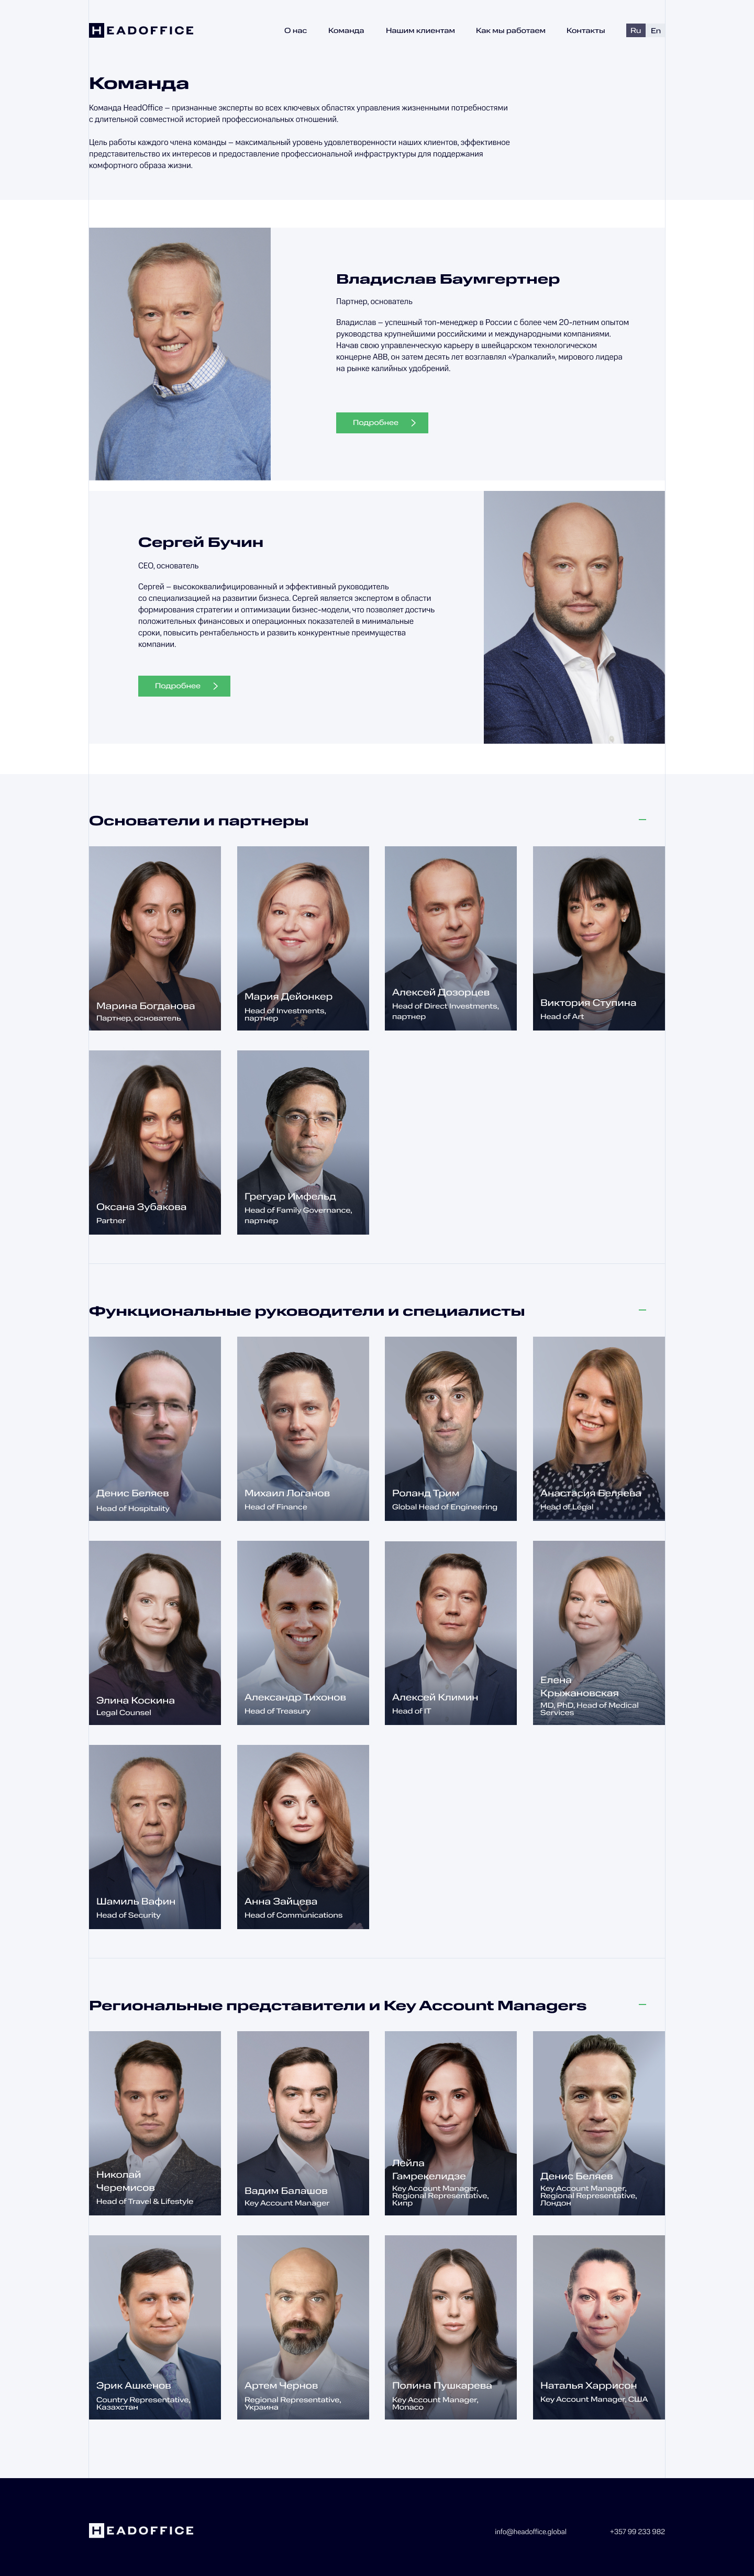 HEADOFFICE
О нас
Команда
Нашим клиентам
Как мы работаем
Контакты
Ru
En
Команда
Команда HeadOffice – признанные эксперты во всех ключевых областях управления жизненными потребностями
с длительной совместной историей профессиональных отношений.
Цель работы каждого члена команды – максимальный уровень удовлетворенности наших клиентов, эффективное
представительство их интересов и предоставление профессиональной инфраструктуры для поддержания
комфортного образа жизни.
Владислав Баумгертнер
Партнер, основатель
Владислав – успешный топ-менеджер в России с более чем 20-летним опытом
руководства крупнейшими российскими и международными компаниями.
Начав свою управленческую карьеру в швейцарском технологическом
концерне ABB, он затем десять лет возглавлял «Уралкалий», мирового лидера
на рынке калийных удобрений.
Подробнее
Сергей Бучин
CEO, основатель
Сергей – высококвалифицированный и эффективный руководитель
со специализацией на развитии бизнеса. Сергей является экспертом в области
формирования стратегии и оптимизации бизнес-модели, что позволяет достичь
положительных финансовых и операционных показателей в минимальные
сроки, повысить рентабельность и развить конкурентные преимущества
компании.
Подробнее
Основатели и партнеры
Марина Богданова
Партнер, основатель
Мария Дейонкер
Head of Investments,
партнер
Алексей Дозорцев
Head of Direct Investments,
партнер
Виктория Ступина
Head of Art
Оксана Зубакова
Partner
Грегуар Имфельд
Head of Family Governance,
партнер
Функциональные руководители и специалисты
Денис Беляев
Head of Hospitality
Михаил Логанов
Head of Finance
Роланд Трим
Global Head of Engineering
Анастасия Беляева
Head of Legal
Элина Коскина
Legal Counsel
Александр Тихонов
Head of Treasury
Алексей Климин
Head of IT
Елена
Крыжановская
MD, PhD, Head of Medical
Services
Шамиль Вафин
Head of Security
Анна Зайцева
Head of Communications
Региональные представители и Key Account Managers
Николай
Черемисов
Head of Travel & Lifestyle
Вадим Балашов
Key Account Manager
Лейла
Гамрекелидзе
Key Account Manager,
Regional Representative,
Кипр
Денис Беляев
Key Account Manager,
Regional Representative,
Лондон
Эрик Ашкенов
Country Representative,
Казахстан
Артем Чернов
Regional Representative,
Украина
Полина Пушкарева
Key Account Manager,
Монасо
Наталья Харрисон
Key Account Manager, США
HEADOFFICE
info@headoffice.global
+357 99 233 982